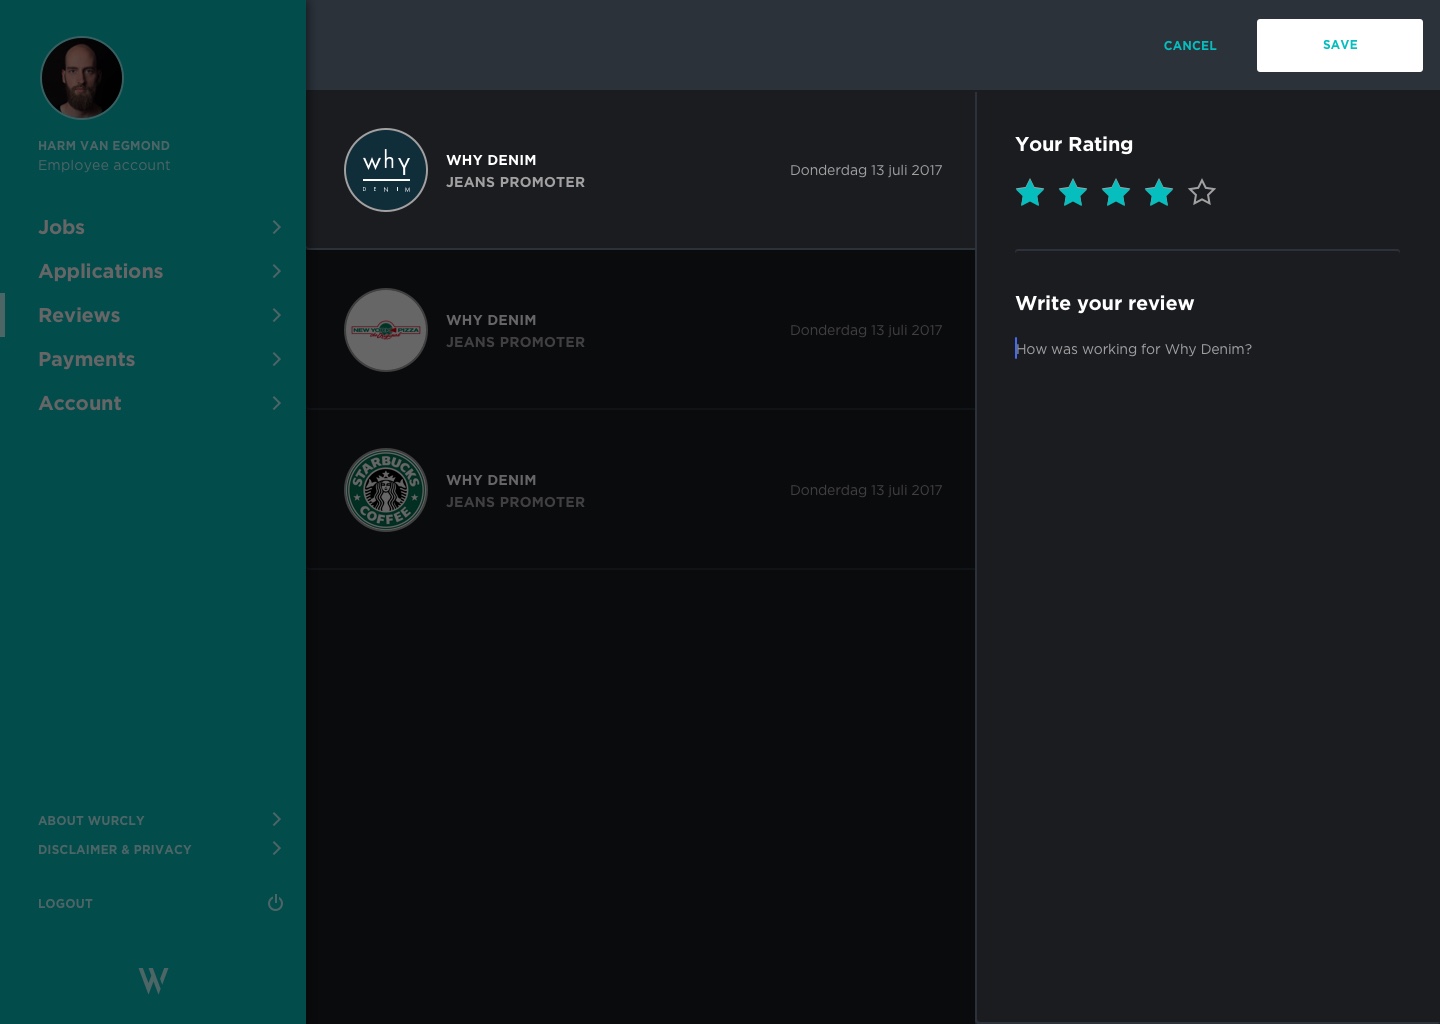 CANCEL
SAVE
HARM VAN EGMOND
Employee account
Jobs
Applications
Reviews
Payments
Account
ABOUT WURCLY
DISCLAIMER & PRIVACY
LOGOUT
W
why
DENIM
WHY DENIM
JEANS PROMOTER
Donderdag 13 juli 2017
NEW YORK PIZZA
WHY DENIM
JEANS PROMOTER
Donderdag 13 juli 2017
STARBUCKS
COFFEE
WHY DENIM
JEANS PROMOTER
Donderdag 13 juli 2017
Your Rating
Write your review
How was working for Why Denim?